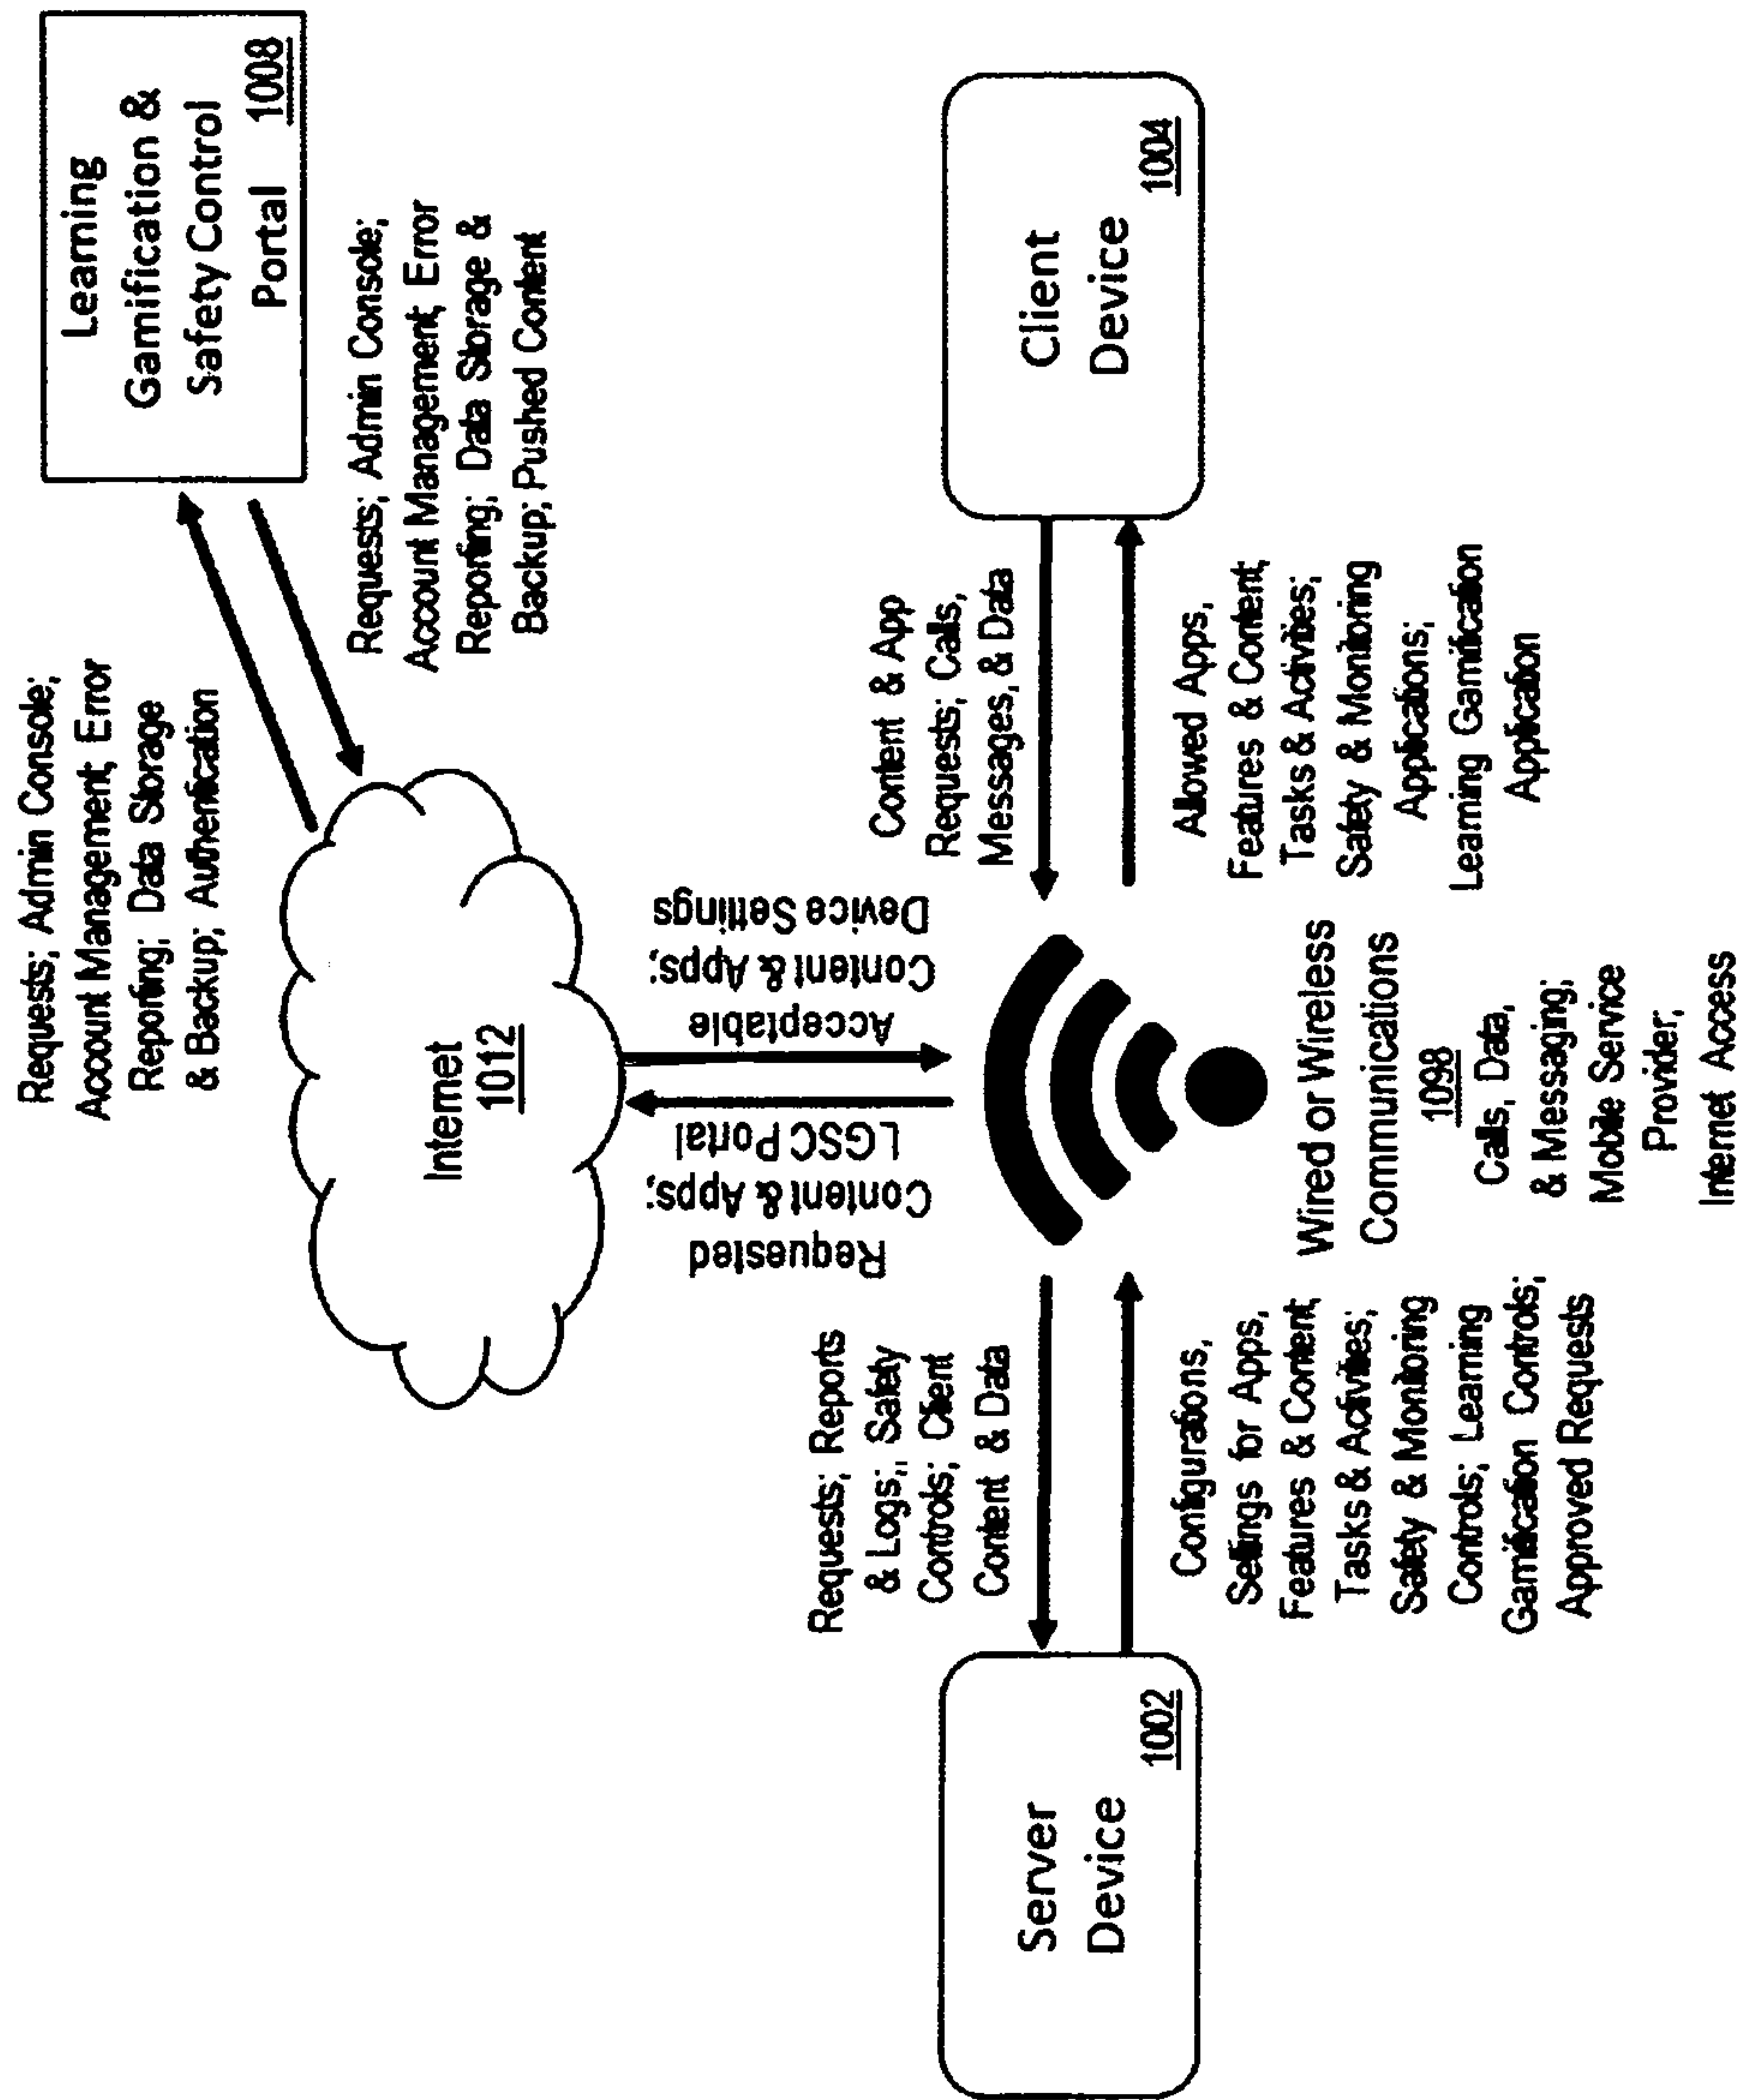 Requests; Admin Console;
Account Management; Error
Reporting; Data Storage
& Backup; Authentication
Learning
Gamification &
Safety Control
Portal 1008
Requests; Admin Console;
Account Management; Error
Reporting; Data Storage &
Backup; Pushed Content
Internet
1012
Requested
Content & Apps;
LGSC Portal
Acceptable
Content & Apps;
Device Settings
Requests; Reports
& Logs;; Safety
Controls; Client
Content & Data
Content & App
Requests; Calls,
Messages, & Data
Server
Device
1002
Client
Device
1004
Configurations,
Settings for Apps,
Features & Content;
Tasks & Activities;
Safety & Monitoring
Controls; Learning
Gamification Controls;
Approved Requests
Wired or Wireless
Communications
1098
Calls, Data,
& Messaging;
Mobile Service
Provider;
Internet Access
Allowed Apps,
Features & Content;
Tasks & Activities;
Safety & Monitoring
Applications;
Learning Gamification
Application